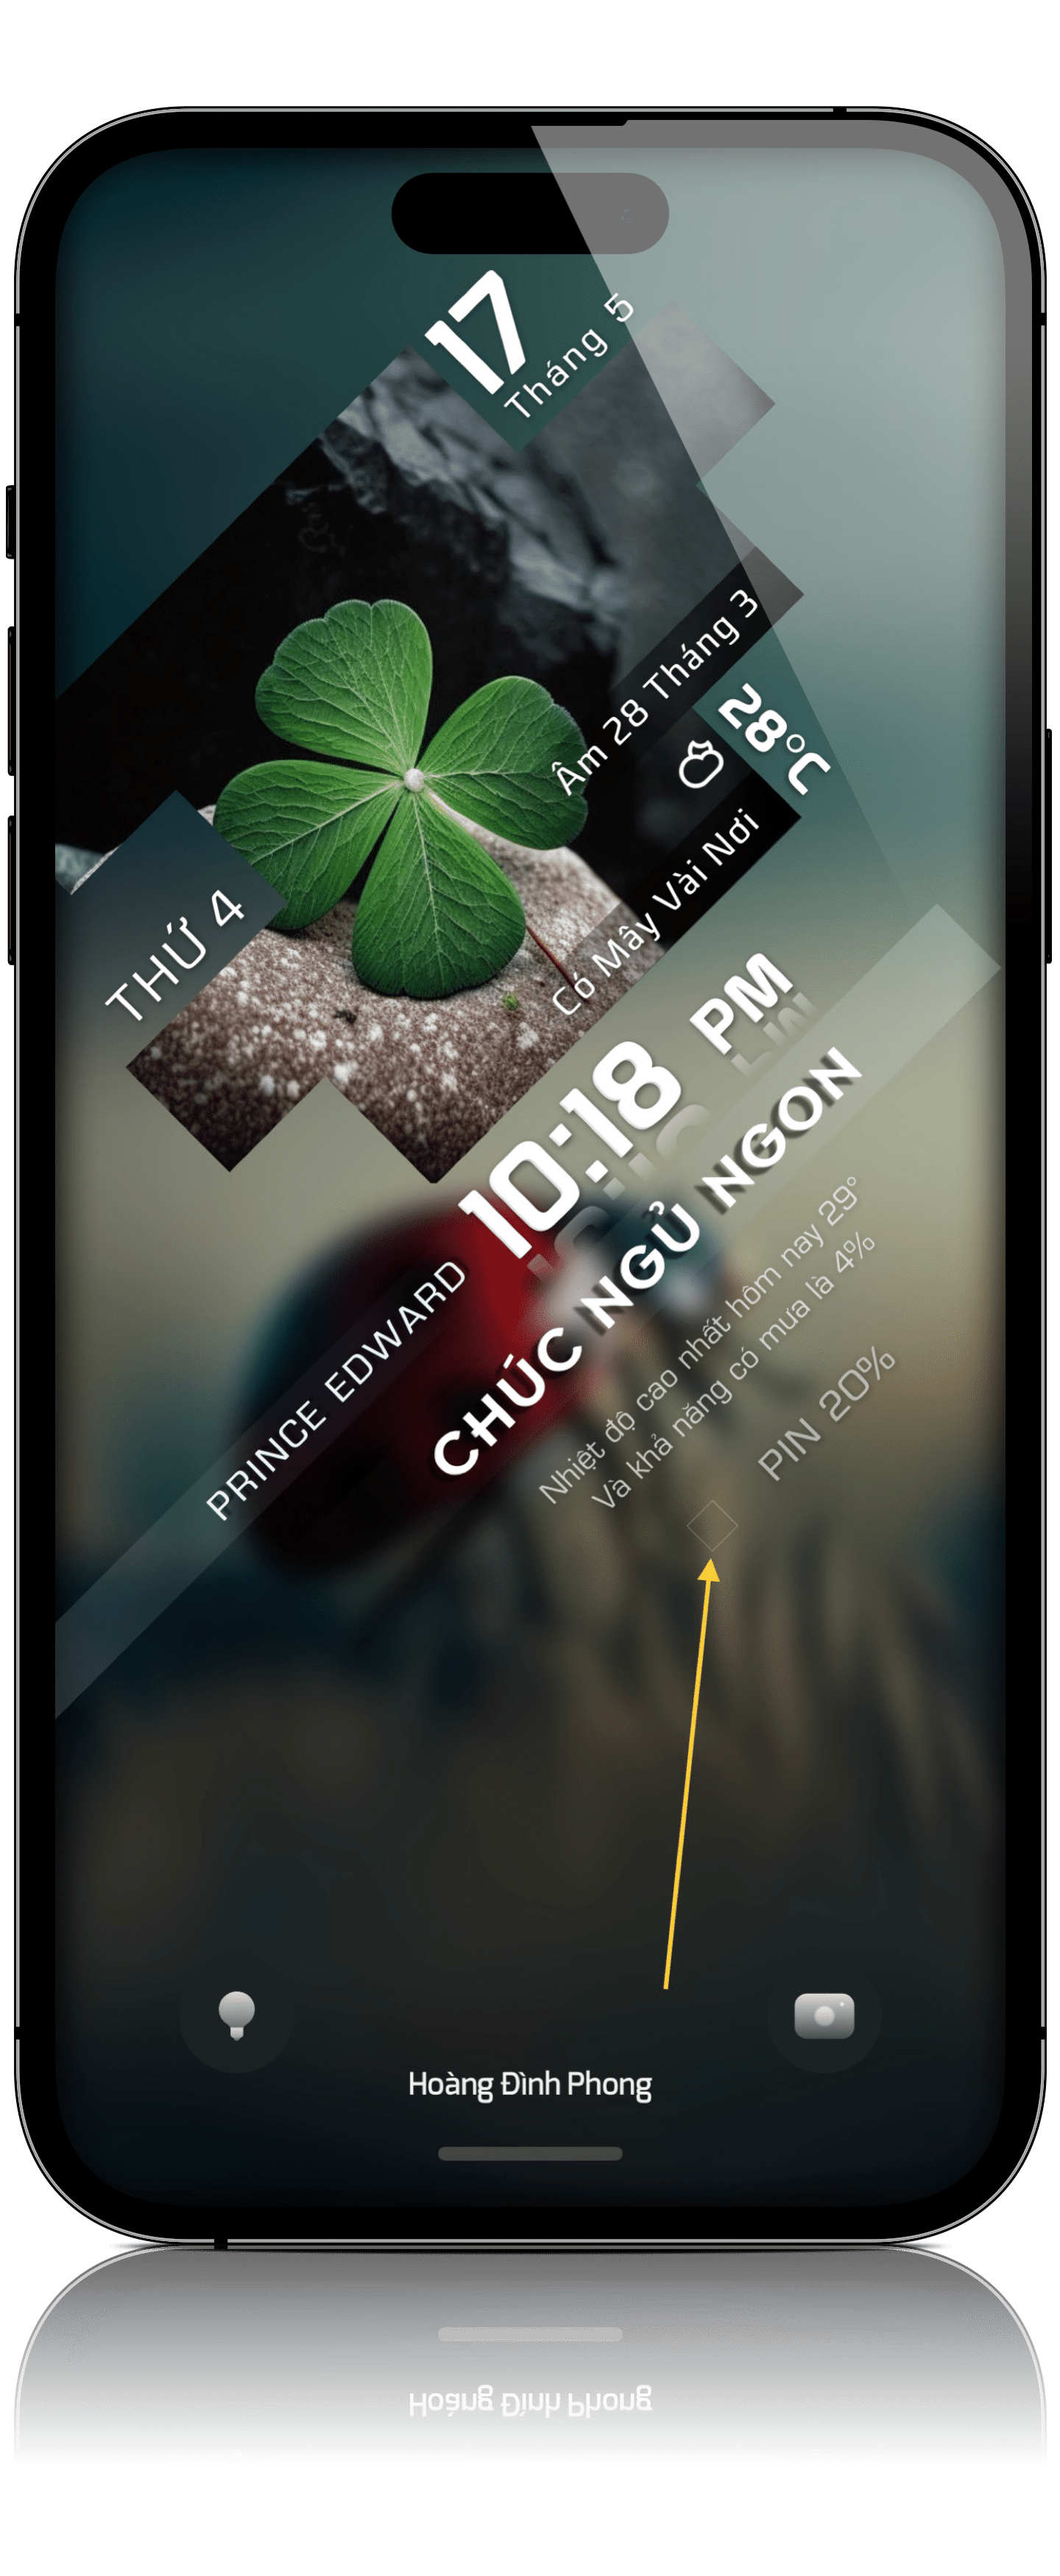 17
Tháng 5
Âm 28 Tháng 3
28°C
Có Mây Vài Nơi
THỨ 4
10:18 PM
PRINCE EDWARD
CHÚC NGỦ NGON
Nhiệt độ cao nhất hôm nay 29°
Và khả năng có mưa là 4%
PIN 20%
Hoàng Đình Phong
Hoàng Đình Phong